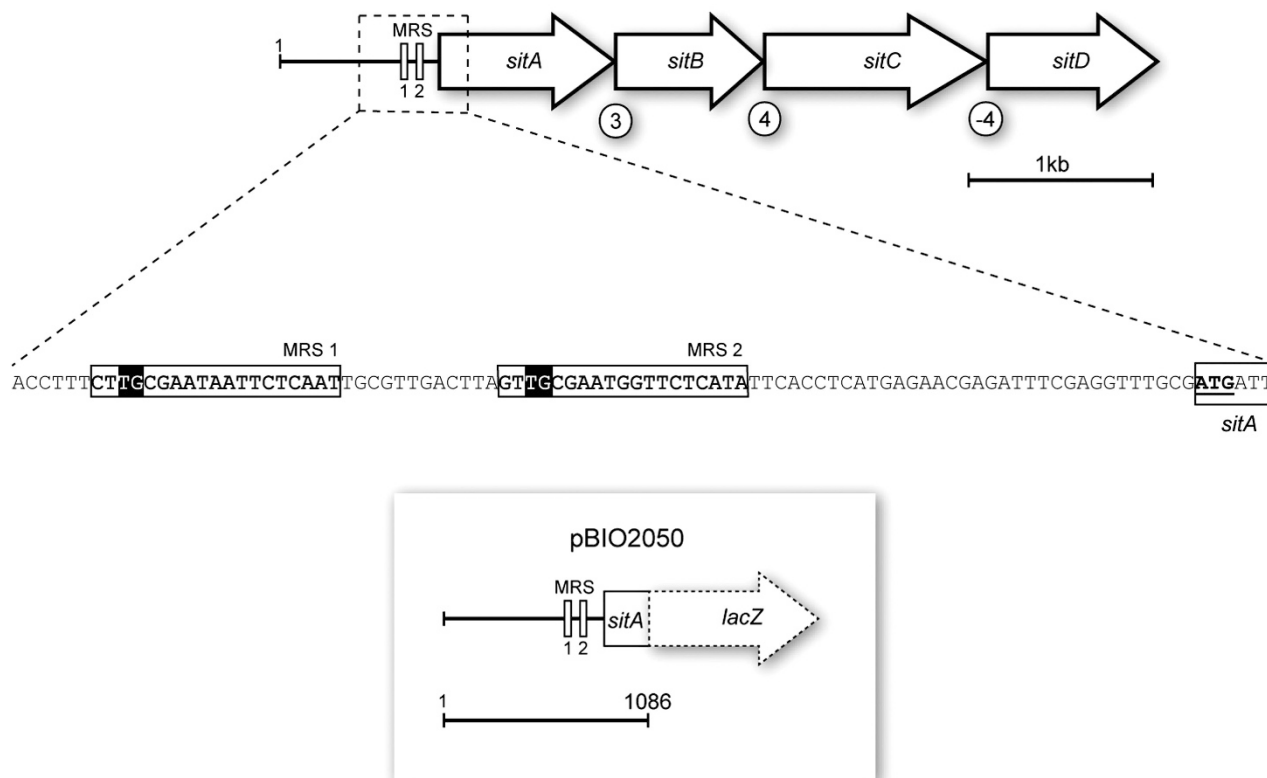 MRS
1
1 2
sitA sitB sitC sitD
3 4 -4
1kb
MRS 1 MRS 2
ACCTTTCTTGCGAATAATTCTCAATTGCGTTGACTTAGTTGCGAATGGTTCTCATATTCACCTCATGAGAACGAGATTTCGAGGTTTGCGATGATT
sitA
pBIO2050
MRS
sitA lacZ
1 2
1 1086